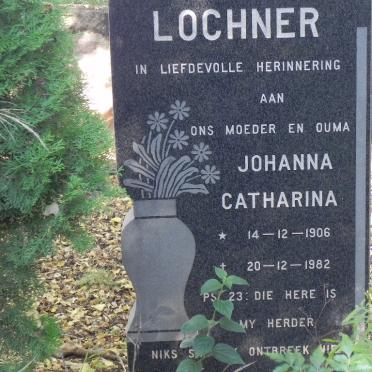 LOCHNER
IN LIEFDEVOLLE HERINNERING
AAN
ONS MOEDER EN OUMA
JOHANNA
CATHARINA
★ 14-12-1906
† 20-12-1982
PS 23: DIE HERE IS
MY HERDER
NIKS ONTBREEK NIE